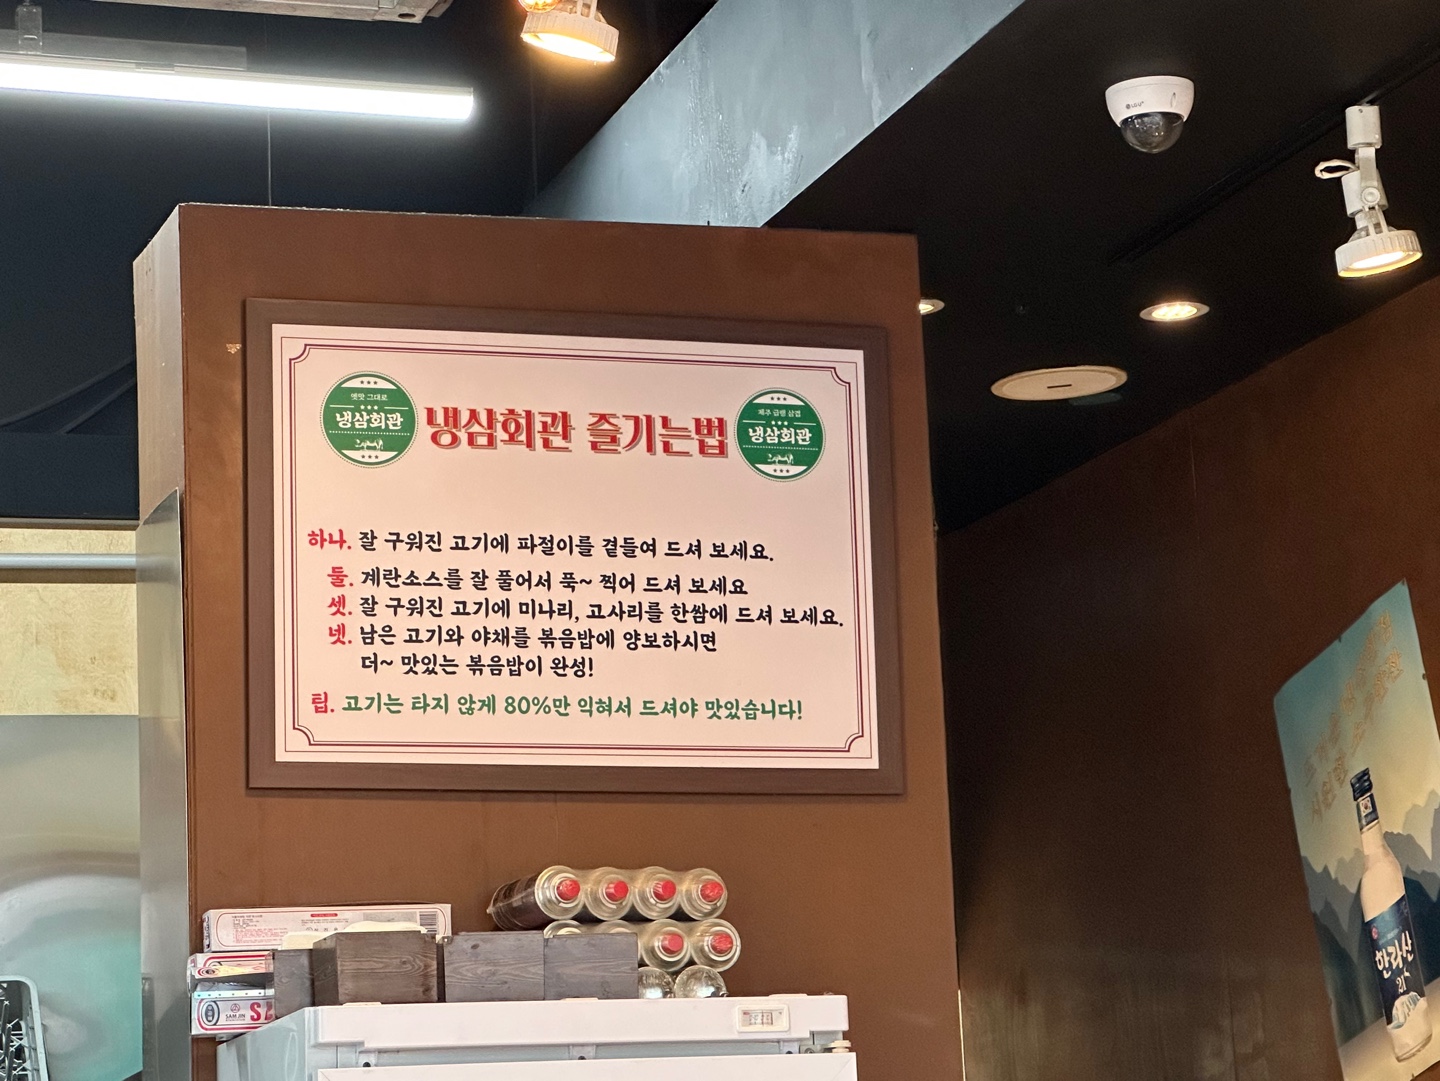 옛맛 그대로
냉삼회관
냉삼회관 즐기는법
제주 급랭 삼겹
냉삼회관
하나. 잘 구워진 고기에 파절이를 곁들여 드셔 보세요.
둘. 계란소스를 잘 풀어서 푹~ 찍어 드셔 보세요
셋. 잘 구워진 고기에 미나리, 고사리를 한쌈에 드셔 보세요.
넷. 남은 고기와 야채를 볶음밥에 양보하시면
더~ 맛있는 볶음밥이 완성!
팁. 고기는 타지 않게 80%만 익혀서 드셔야 맛있습니다!
한라산
21
SAMJIN
LG U+